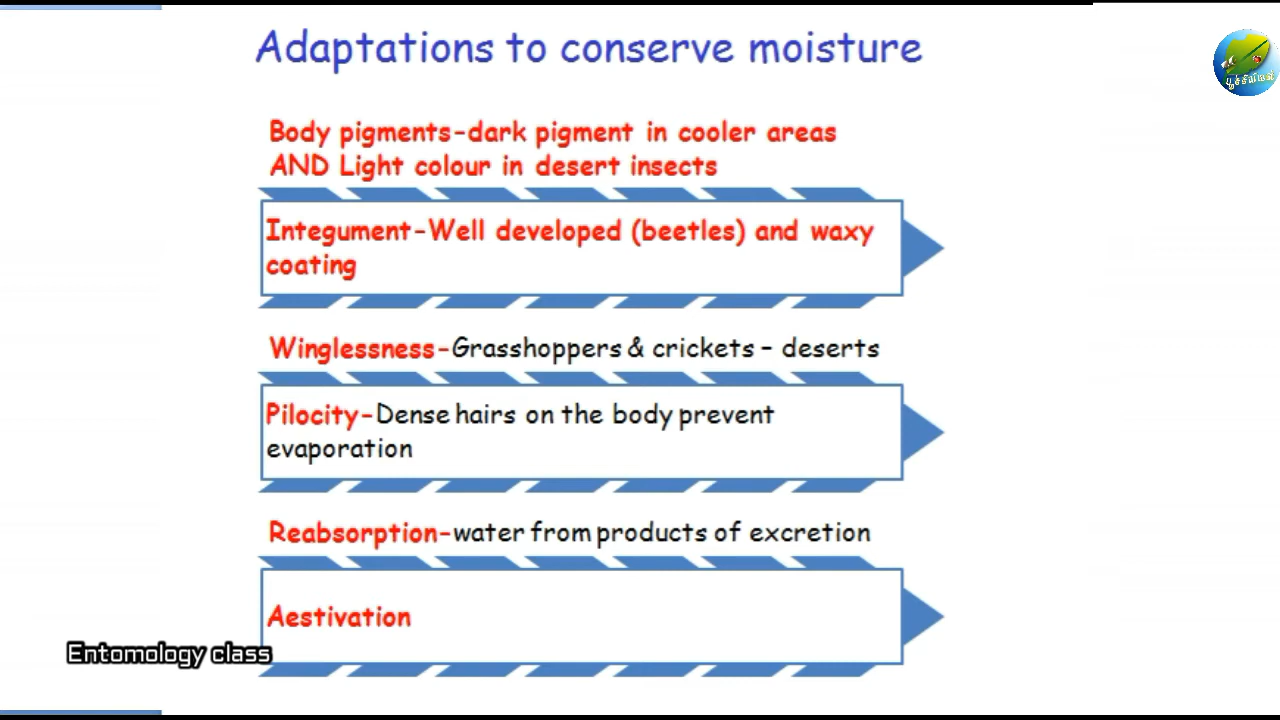 Adaptations to conserve moisture
பூச்சியியல்
Body pigments-dark pigment in cooler areas
AND Light colour in desert insects
Integument-Well developed (beetles) and waxy
coating
Winglessness-Grasshoppers & crickets – deserts
Pilocity-Dense hairs on the body prevent
evaporation
Reabsorption-water from products of excretion
Aestivation
Entomology class